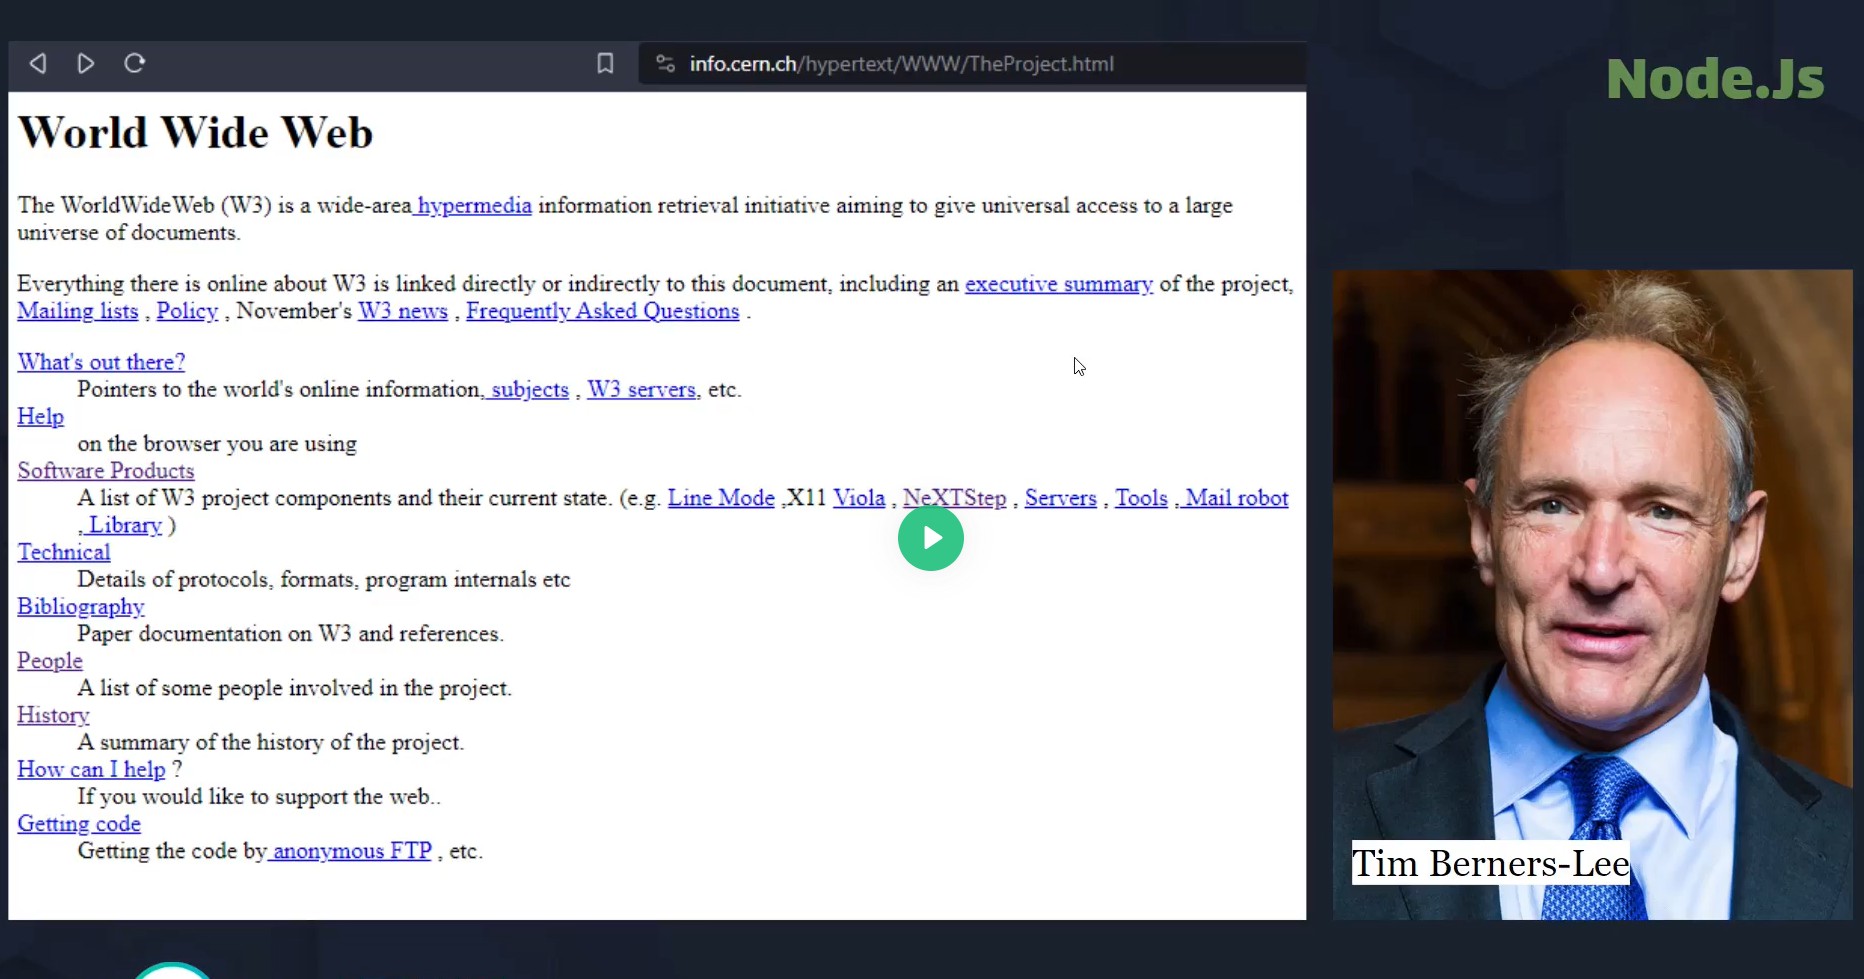 info.cern.ch/hypertext/WWW/TheProject.html
Node.Js
World Wide Web
The WorldWideWeb (W3) is a wide-area hypermedia information retrieval initiative aiming to give universal access to a large
universe of documents.
Everything there is online about W3 is linked directly or indirectly to this document, including an executive summary of the project,
Mailing lists , Policy , November's W3 news , Frequently Asked Questions .
What's out there?
Pointers to the world's online information, subjects , W3 servers, etc.
Help
on the browser you are using
Software Products
A list of W3 project components and their current state. (e.g. Line Mode ,X11 Viola , NeXTStep , Servers , Tools , Mail robot
, Library )
Technical
Details of protocols, formats, program internals etc
Bibliography
Paper documentation on W3 and references.
People
A list of some people involved in the project.
History
A summary of the history of the project.
How can I help ?
If you would like to support the web..
Getting code
Getting the code by anonymous FTP , etc.
Tim Berners-Lee